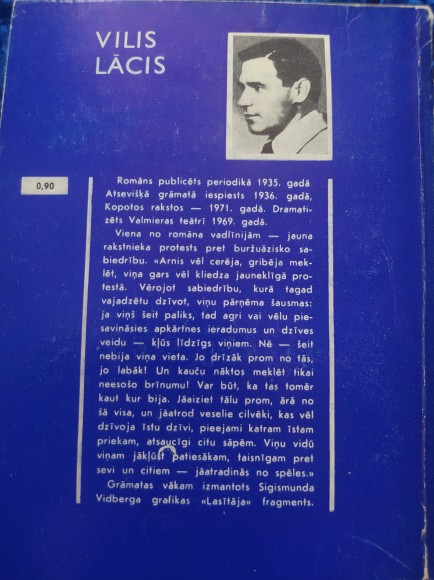 VILIS
LĀCIS
0,90
Romāns publicēts periodikā 1935. gadā
Atsevišķā grāmatā iespiests 1936. gadā,
Kopotos rakstos — 1971. gadā. Dramati-
zēts Valmieras teātrī 1969. gadā.
Viena no romāna vadlīnijām — jauna
rakstnieka protests pret buržuāzisko sa-
biedrību. «Arnis vēl cerēja, gribēja mek-
lēt, viņa gars vēl kliedza jauneklīgā pro-
testā. Vērojot sabiedrību, kurā tagad
vajadzētu dzīvot, viņu pārņēma šausmas:
ja viņš šeit paliks, tad agri vai vēlu pie-
savināsies apkārtnes ieradumus un dzīves
veidu — kļūs līdzīgs viņiem. Nē — šeit
nebija viņa vieta. Jo drīzāk prom no tās,
jo labāk! Un kauču nāktos meklēt tikai
neesošo brīnumu! Var būt, ka tas tomēr
kaut kur bija. Jāaiziet tālu prom, ārā no
šā visa, un jāatrod veselie cilvēki, kas vēl
dzīvoja īstu dzīvi, pieejami katram īstam
priekam, atsaucīgi citu sāpēm. Viņu vidū
viņam jākļūst patiesākam, taisnīgam pret
sevi un citiem — jāatradinās no spēles.»
Grāmatas vākam izmantots Sigismunda
Vidberga grafikas «Lasītāja» fragments.